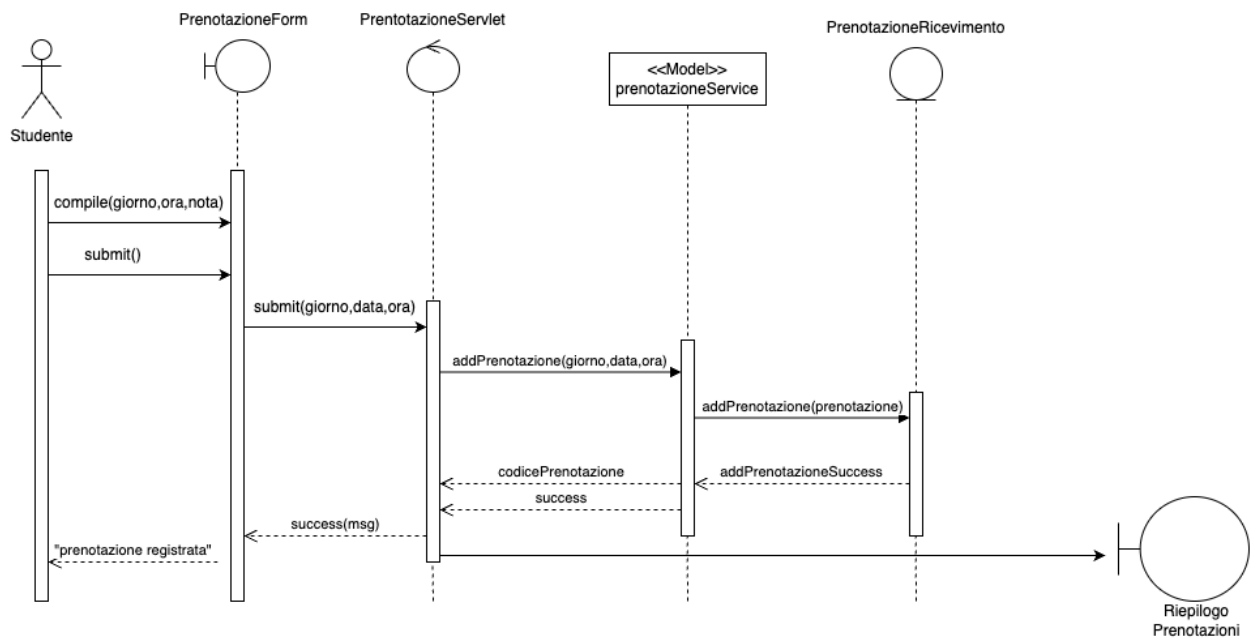 PrenotazioneForm
PrentotazioneServlet
PrenotazioneRicevimento
<<Model>>
prenotazioneService
Studente
compile(giorno,ora,nota)
submit()
submit(giorno,data,ora)
addPrenotazione(giorno,data,ora)
addPrenotazione(prenotazione)
codicePrenotazione
addPrenotazioneSuccess
success
success(msg)
"prenotazione registrata"
Riepilogo
Prenotazioni